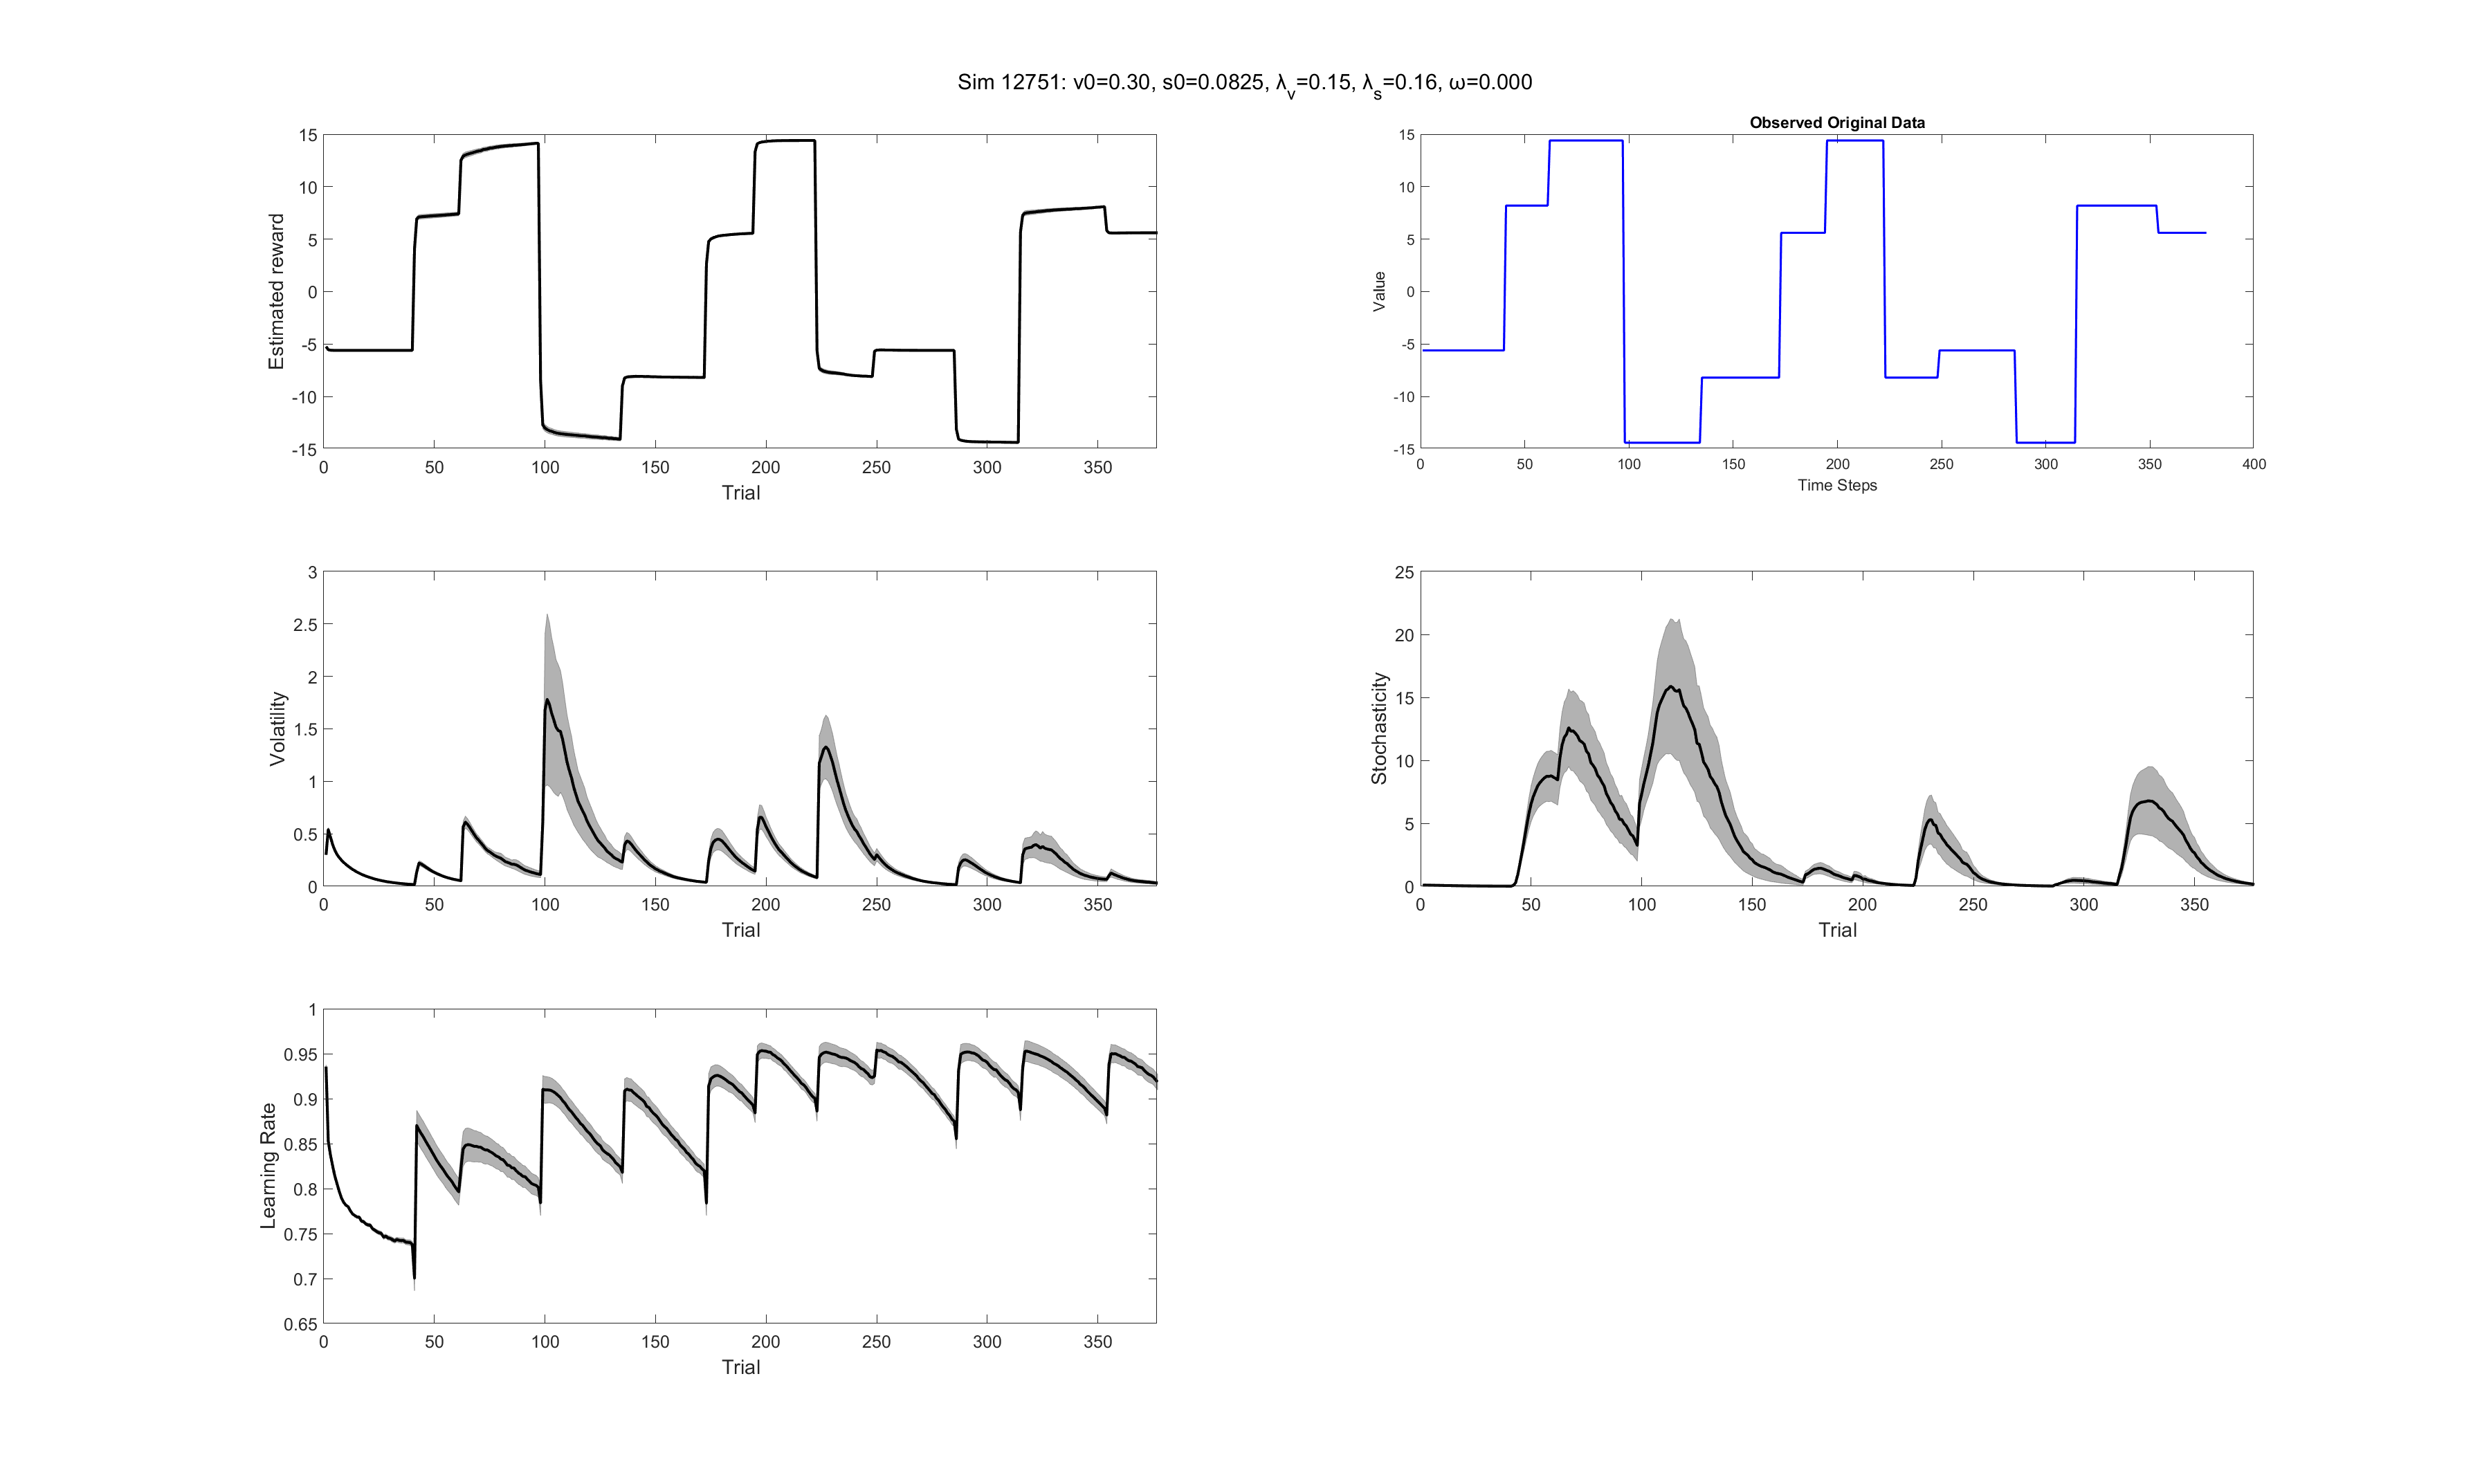 Sim 12751: v0=0.30, s0=0.0825, λv=0.15, λs=0.16, ω=0.000
Estimated reward
15
10
5
0
-5
-10
-15
0 50 100 150 200 250 300 350
Trial
Observed Original Data
Value
15
10
5
0
-5
-10
-15
0 50 100 150 200 250 300 350 400
Time Steps
Volatility
3
2.5
2
1.5
1
0.5
0
0 50 100 150 200 250 300 350
Trial
Stochasticity
25
20
15
10
5
0
0 50 100 150 200 250 300 350
Trial
Learning Rate
1
0.95
0.9
0.85
0.8
0.75
0.7
0.65
0 50 100 150 200 250 300 350
Trial